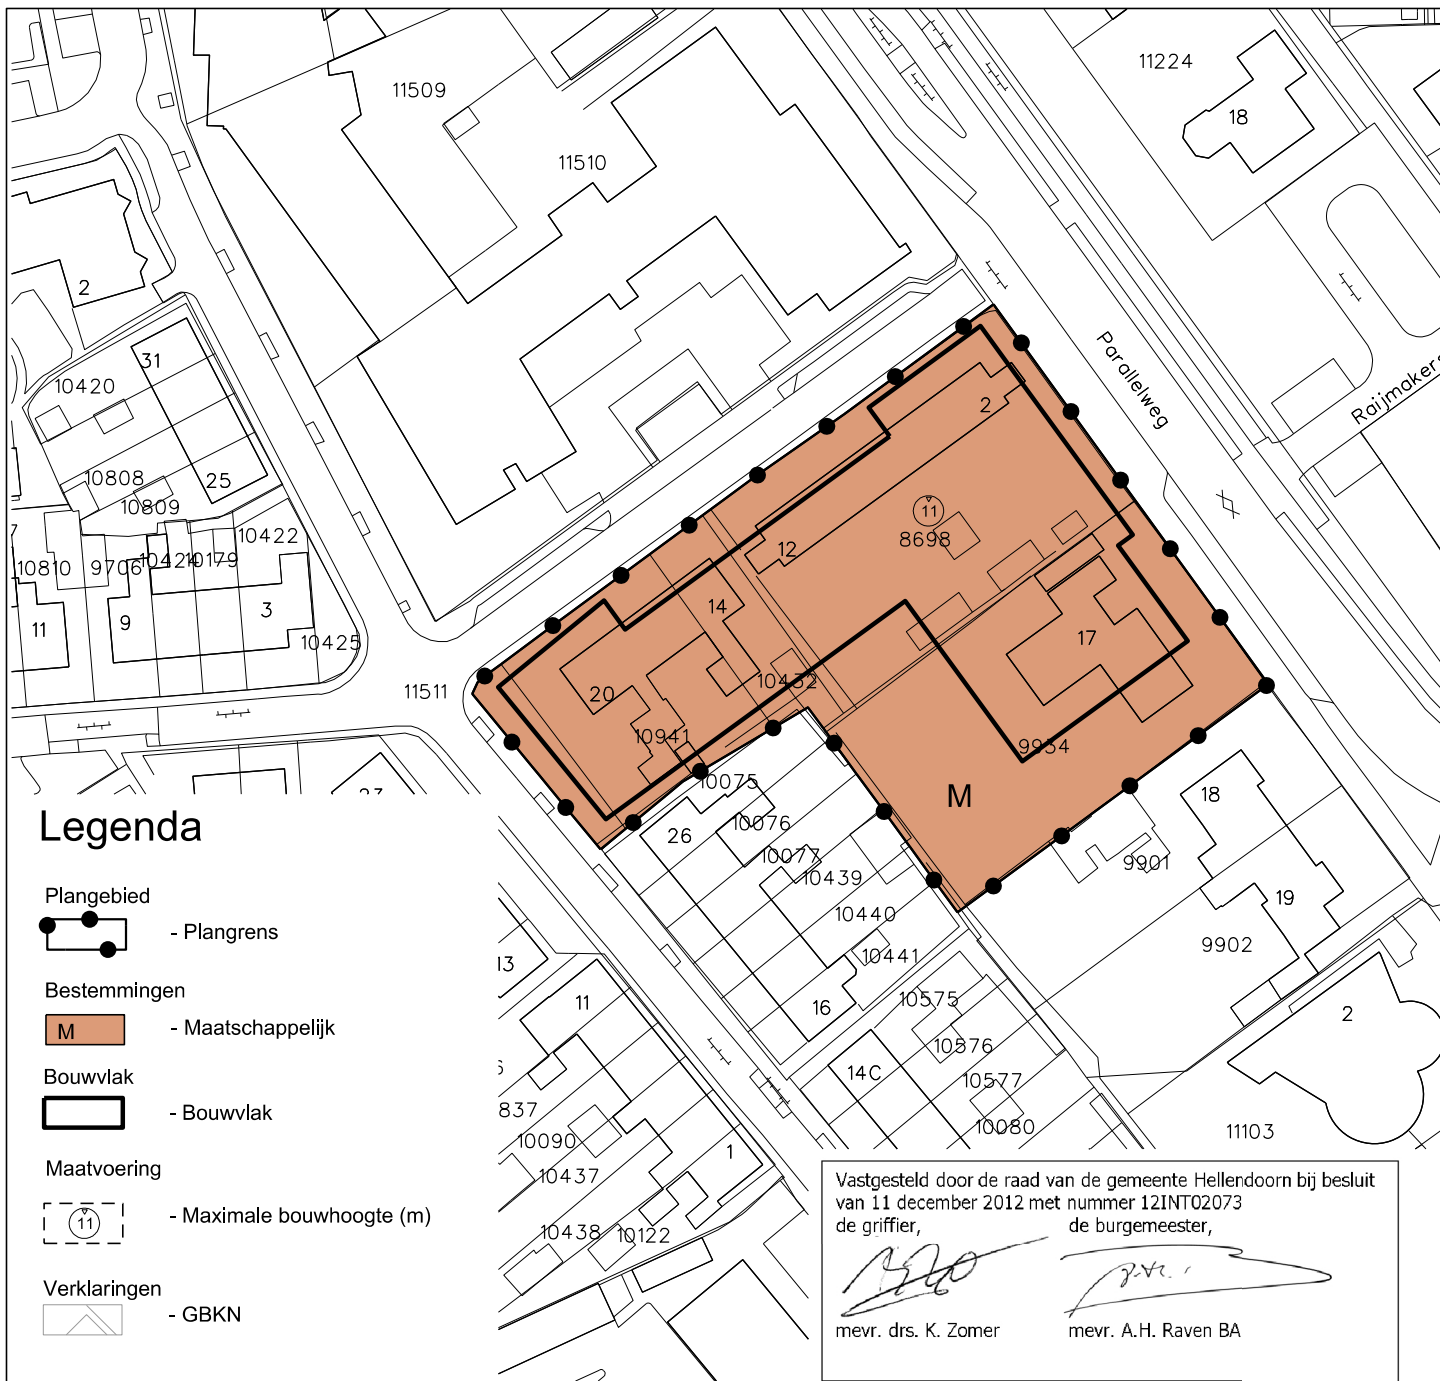 11509
11510
11224
18
2
31
10420
25
10808
10809
10422
10810
9706
10424
10179
11
9
3
10425
11511
Parallelweg
Raijmakers
2
11
8698
12
14
17
20
10432
10941
9934
M
10075
26
10076
10077
10439
10440
10441
16
18
9901
19
9902
2
10575
10576
10577
10080
14C
11103
13
11
837
10090
10437
10438
10122
1
Legenda
Plangebied
- Plangrens
Bestemmingen
M - Maatschappelijk
Bouwvlak
- Bouwvlak
Maatvoering
11 - Maximale bouwhoogte (m)
Verklaringen
- GBKN
Vastgesteld door de raad van de gemeente Hellendoorn bij besluit
van 11 december 2012 met nummer 12INT02073
de griffier, de burgemeester,
mevr. drs. K. Zomer mevr. A.H. Raven BA